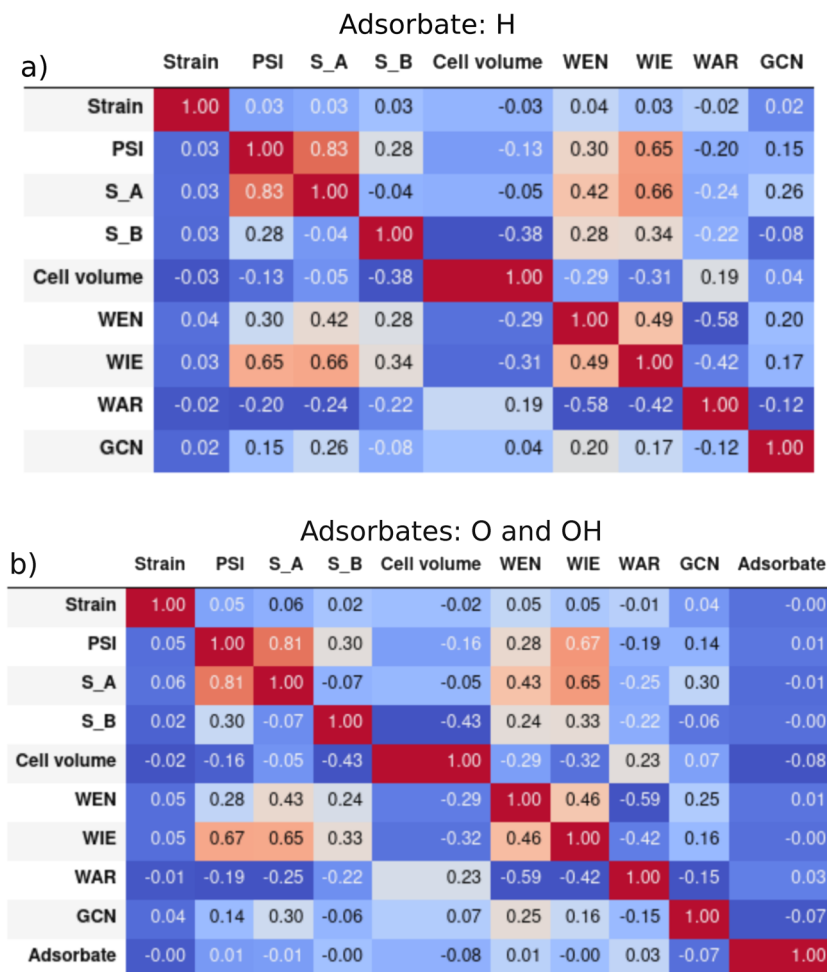 Adsorbate: H
a)
Strain PSI S_A S_B Cell volume WEN WIE WAR GCN
Strain 1.00 0.03 0.03 0.03 -0.03 0.04 0.03 -0.02 0.02
PSI 0.03 1.00 0.83 0.28 -0.13 0.30 0.65 -0.20 0.15
S_A 0.03 0.83 1.00 -0.04 -0.05 0.42 0.66 -0.24 0.26
S_B 0.03 0.28 -0.04 1.00 -0.38 0.28 0.34 -0.22 -0.08
Cell volume -0.03 -0.13 -0.05 -0.38 1.00 -0.29 -0.31 0.19 0.04
WEN 0.04 0.30 0.42 0.28 -0.29 1.00 0.49 -0.58 0.20
WIE 0.03 0.65 0.66 0.34 -0.31 0.49 1.00 -0.42 0.17
WAR -0.02 -0.20 -0.24 -0.22 0.19 -0.58 -0.42 1.00 -0.12
GCN 0.02 0.15 0.26 -0.08 0.04 0.20 0.17 -0.12 1.00
Adsorbates: O and OH
b)
Strain PSI S_A S_B Cell volume WEN WIE WAR GCN Adsorbate
Strain 1.00 0.05 0.06 0.02 -0.02 0.05 0.05 -0.01 0.04 -0.00
PSI 0.05 1.00 0.81 0.30 -0.16 0.28 0.67 -0.19 0.14 0.01
S_A 0.06 0.81 1.00 -0.07 -0.05 0.43 0.65 -0.25 0.30 -0.01
S_B 0.02 0.30 -0.07 1.00 -0.43 0.24 0.33 -0.22 -0.06 -0.00
Cell volume -0.02 -0.16 -0.05 -0.43 1.00 -0.29 -0.32 0.23 0.07 -0.08
WEN 0.05 0.28 0.43 0.24 -0.29 1.00 0.46 -0.59 0.25 0.01
WIE 0.05 0.67 0.65 0.33 -0.32 0.46 1.00 -0.42 0.16 -0.00
WAR -0.01 -0.19 -0.25 -0.22 0.23 -0.59 -0.42 1.00 -0.15 0.03
GCN 0.04 0.14 0.30 -0.06 0.07 0.25 0.16 -0.15 1.00 -0.07
Adsorbate -0.00 0.01 -0.01 -0.00 -0.08 0.01 -0.00 0.03 -0.07 1.00